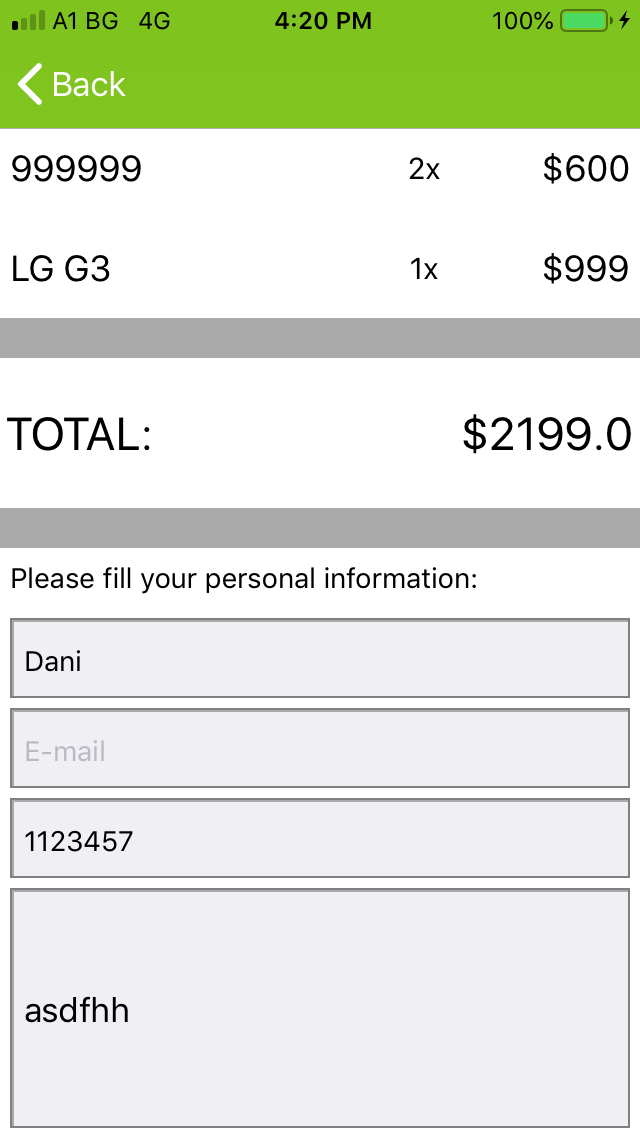 A1 BG 4G 4:20 PM 100%
Back
999999 2x $600
LG G3 1x $999
TOTAL: $2199.0
Please fill your personal information:
Dani
E-mail
1123457
asdfhh